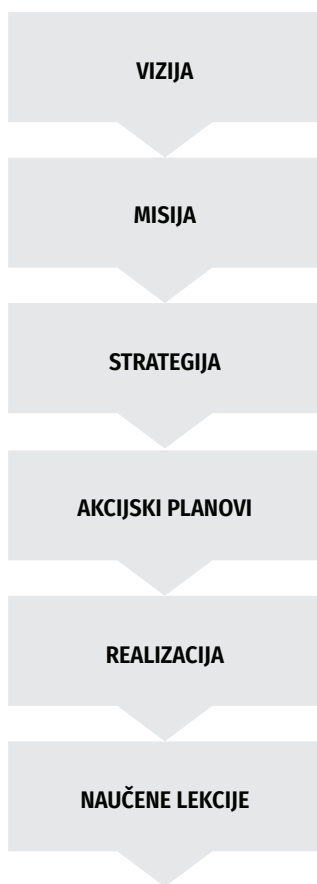 VIZIJA
MISIJA
STRATEGIJA
AKCIJSKI PLANOVI
REALIZACIJA
NAUČENE LEKCIJE